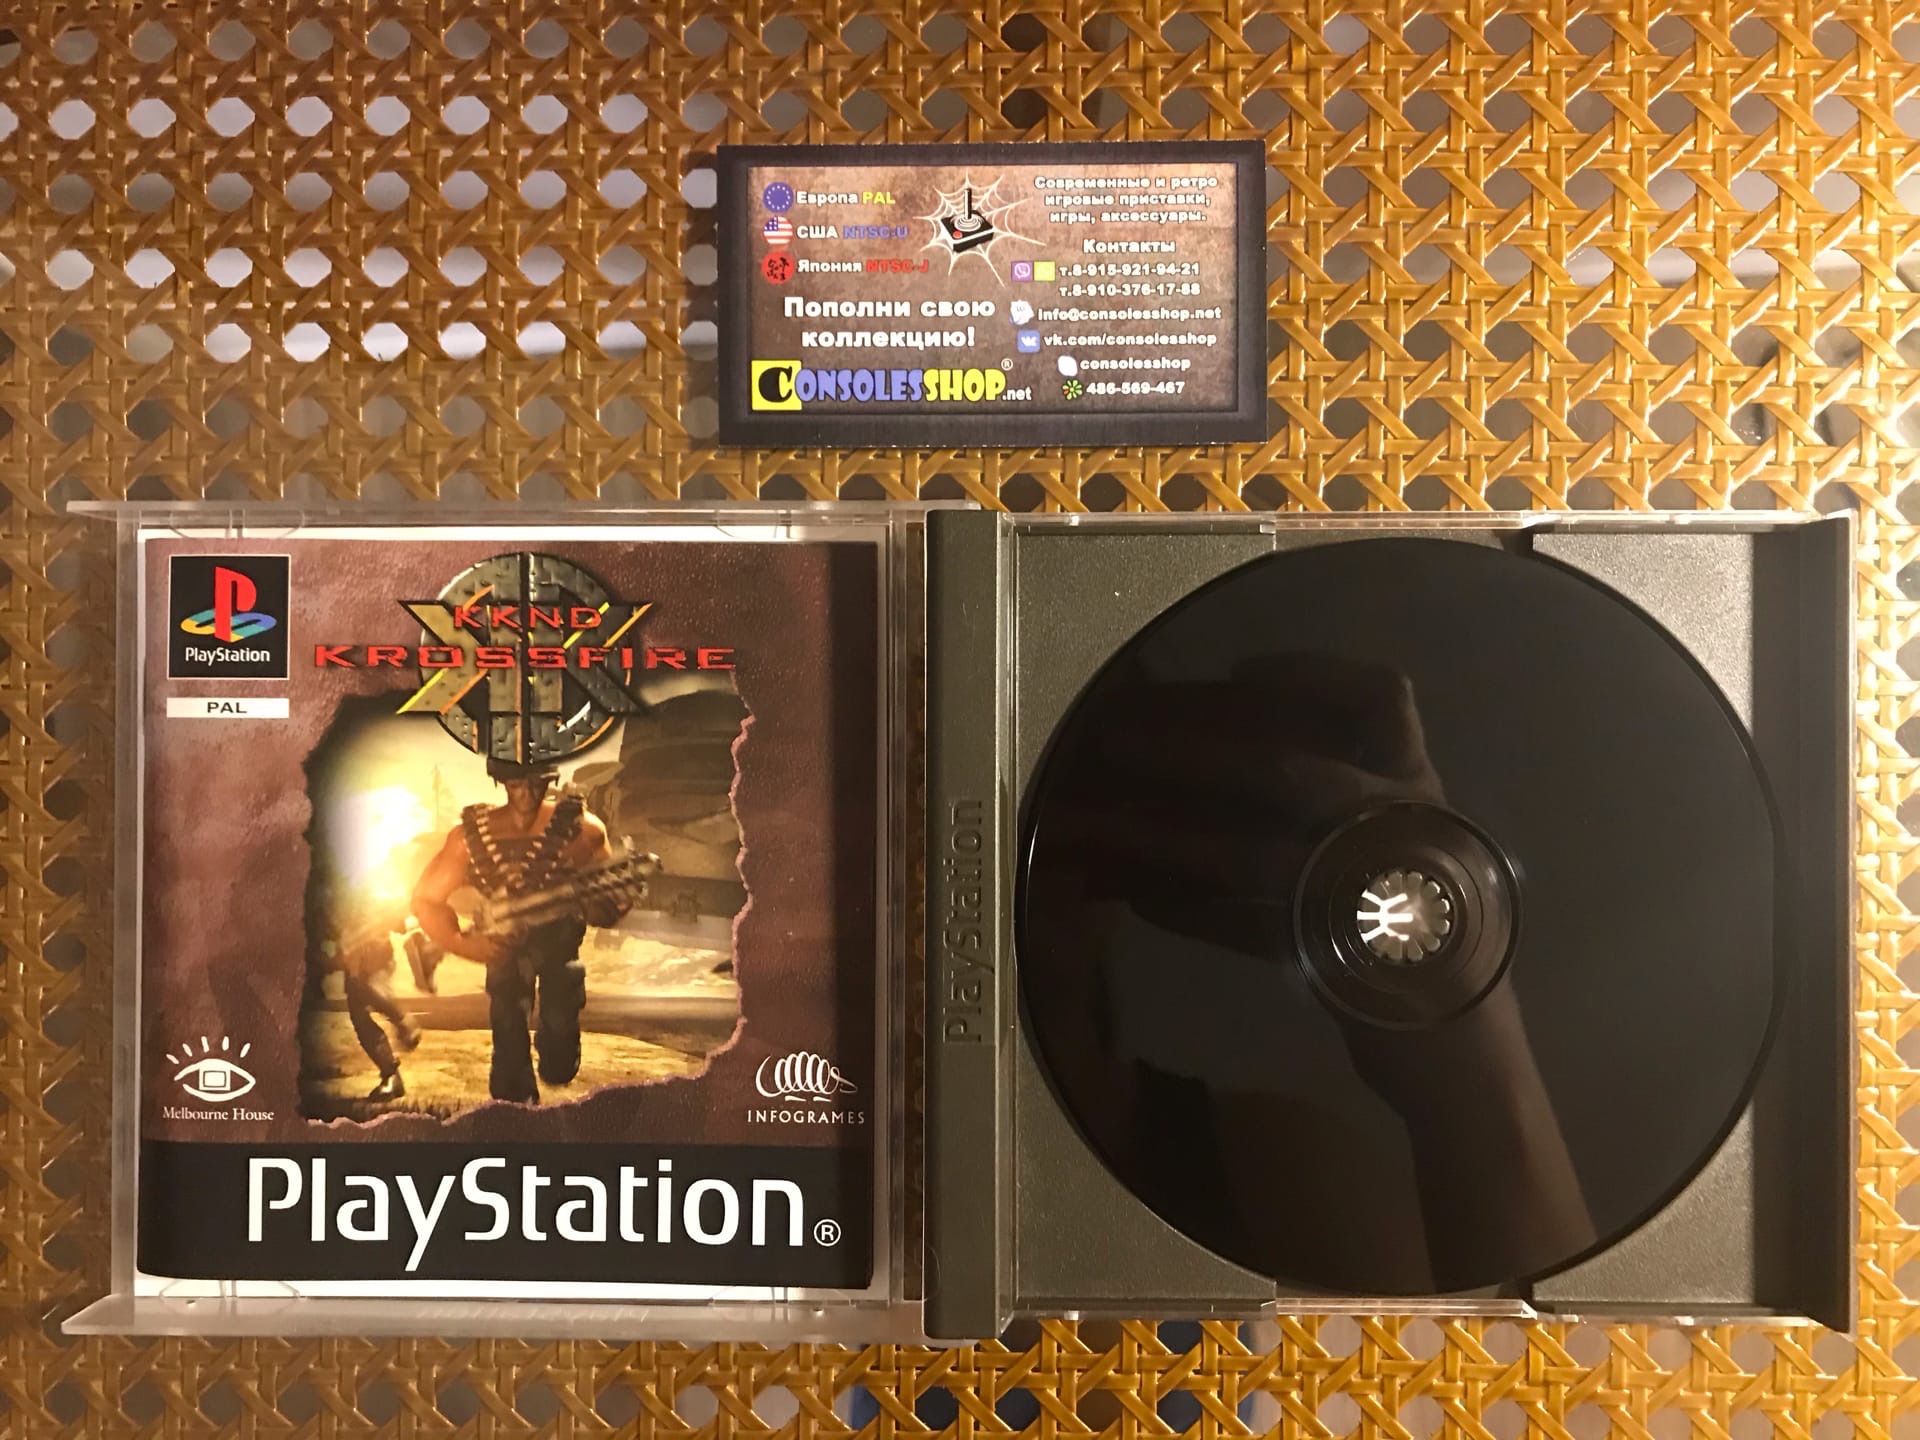 Европа PAL
США NTSC-U
Япония NTSC-J
Пополни свою
коллекцию!
CONSOLESSHOP.net
®
Современные и ретро
игровые приставки,
игры, аксессуары.
Контакты
т.8-915-921-94-21
т.8-910-376-17-88
info@consolesshop.net
vk.com/consolesshop
consolesshop
486-569-467
PlayStation
PAL
KKND
KROSSFIRE
Melbourne House
INFOGRAMES
PlayStation®
PlayStation